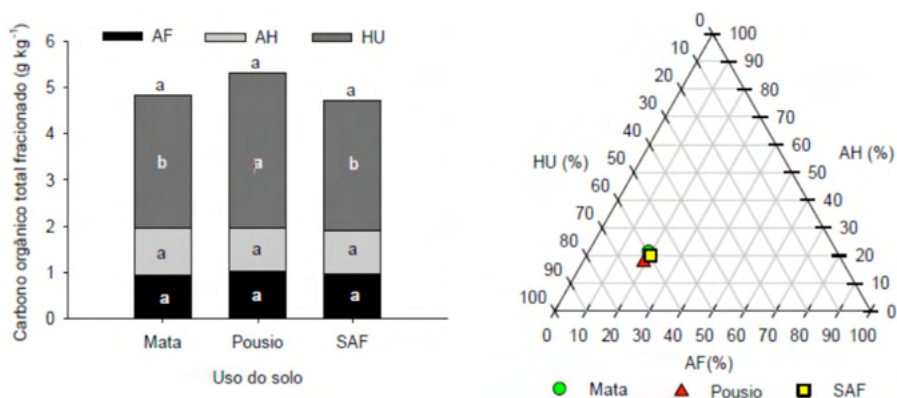 AF AH HU
Carbono orgânico total fracionado (g kg⁻¹)
6
5
4
3
2
1
0
a
b
a
a
a
a
a
a
a
b
a
a
Mata Pousio SAF
Uso do solo
HU (%)
0
10
20
30
40
50
60
70
80
90
100
AH (%)
100
90
80
70
60
50
40
30
20
10
0
0 10 20 30 40 50 60 70 80 90 100
AF(%)
Mata Pousio SAF